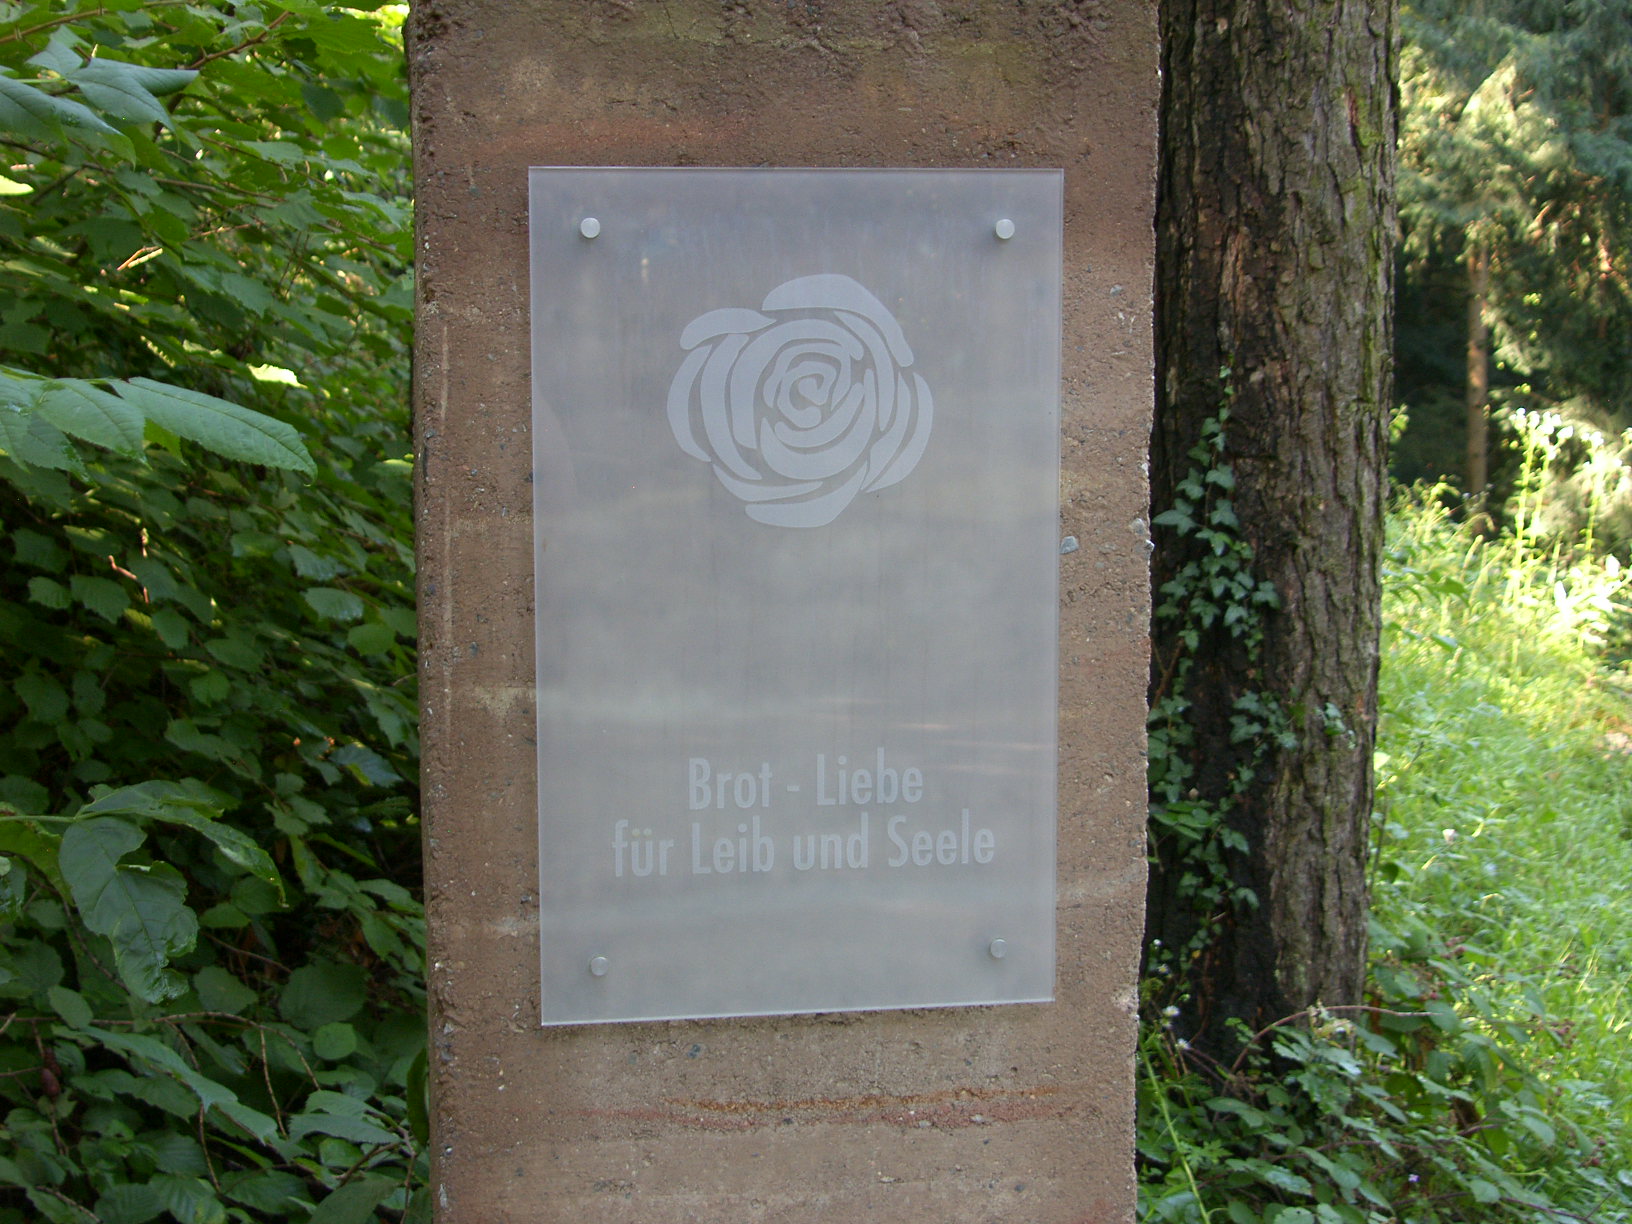 Brot - Liebe
für Leib und Seele